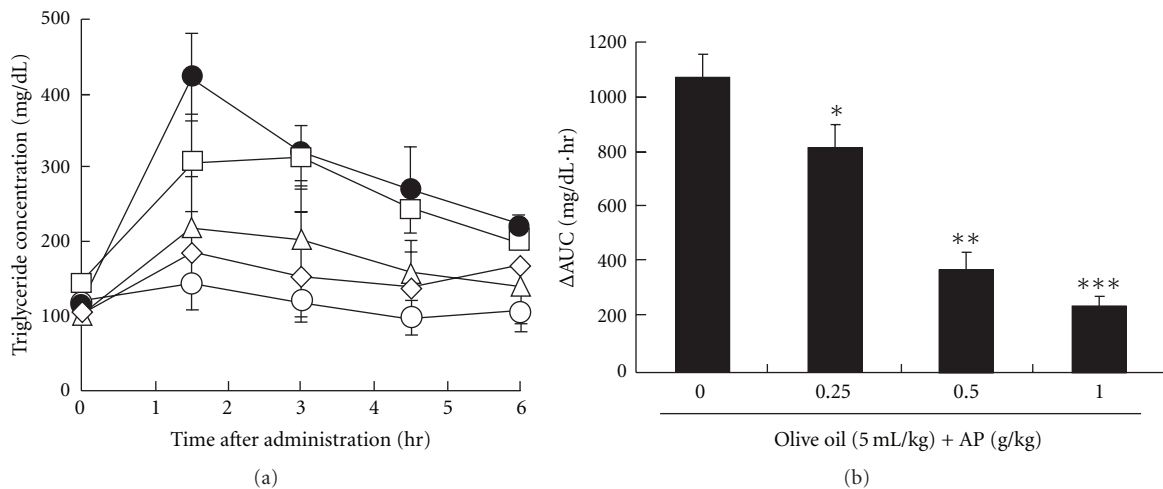 500
400
300
200
100
0
Triglyceride concentration (mg/dL)
0 1 2 3 4 5 6
Time after administration (hr)
(a)
1200
1000
800
600
400
200
0
ΔAUC (mg/dL·hr)
*
**
***
0 0.25 0.5 1
Olive oil (5 mL/kg) + AP (g/kg)
(b)